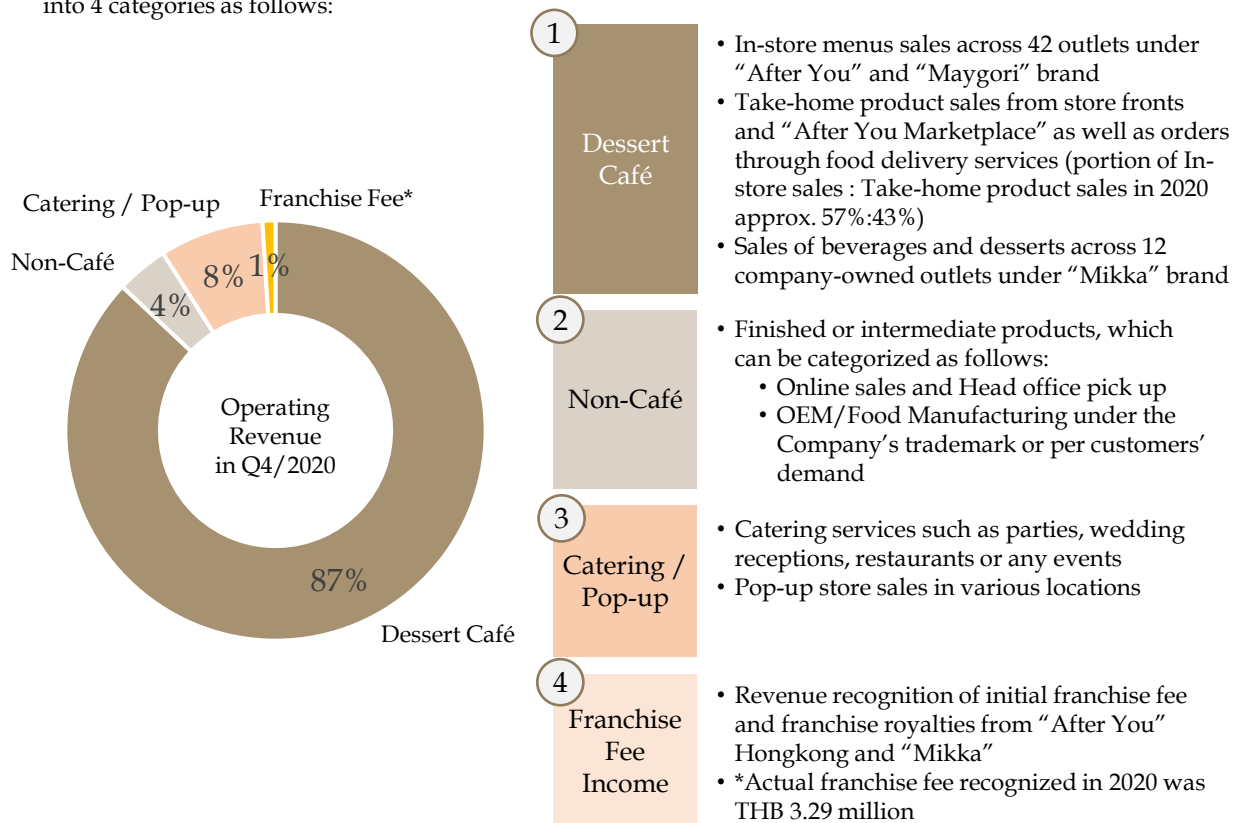 into 4 categories as follows:
Catering / Pop-up
Franchise Fee*
Non-Café
4%
8%
1%
Operating
Revenue
in Q4/2020
87%
Dessert Café
1
Dessert
Café
• In-store menus sales across 42 outlets under
“After You” and “Maygori” brand
• Take-home product sales from store fronts
and “After You Marketplace” as well as orders
through food delivery services (portion of In-
store sales : Take-home product sales in 2020
approx. 57%:43%)
• Sales of beverages and desserts across 12
company-owned outlets under “Mikka” brand
2
Non-Café
• Finished or intermediate products, which
can be categorized as follows:
• Online sales and Head office pick up
• OEM/Food Manufacturing under the
Company’s trademark or per customers’
demand
3
Catering /
Pop-up
• Catering services such as parties, wedding
receptions, restaurants or any events
• Pop-up store sales in various locations
4
Franchise
Fee
Income
• Revenue recognition of initial franchise fee
and franchise royalties from “After You”
Hongkong and “Mikka”
• *Actual franchise fee recognized in 2020 was
THB 3.29 million